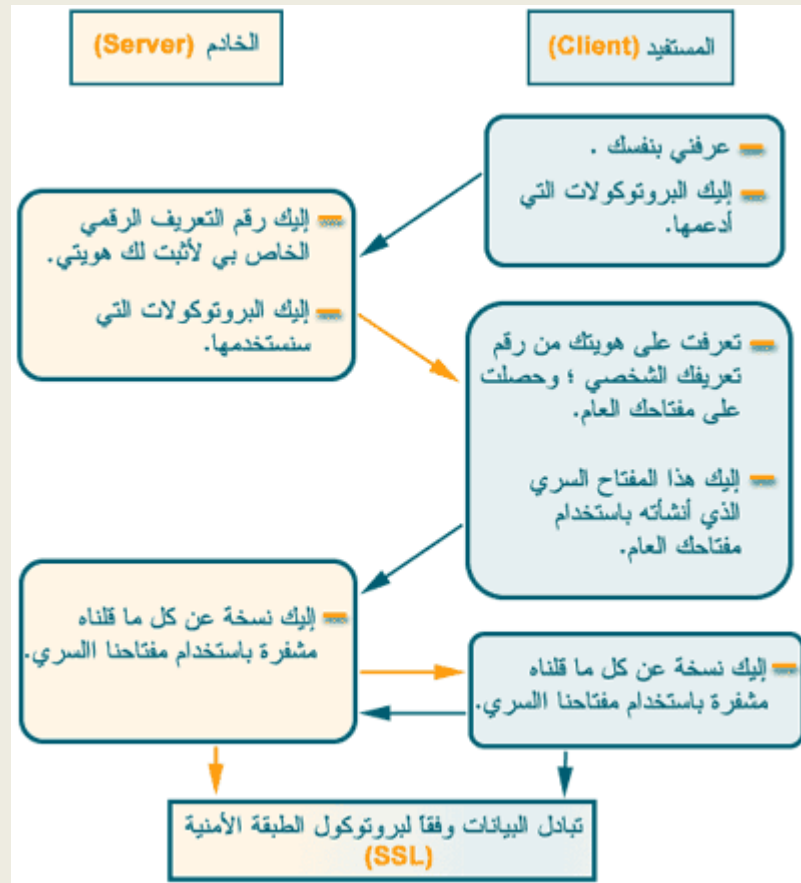 المستفيد (Client)
الخادم (Server)
عرفني بنفسك .
إليك البروتوكولات التي
أدعمها.
إليك رقم التعريف الرقمي
الخاص بي لأثبت لك هويتي.
إليك البروتوكولات التي
سنستخدمها.
تعرفت على هويتك من رقم
تعريفك الشخصي ؛ وحصلت
على مفتاحك العام.
إليك هذا المفتاح السري
الذي أنشأته باستخدام
مفتاحك العام.
إليك نسخة عن كل ما قلناه
مشفرة باستخدام مفتاحنا االسري.
إليك نسخة عن كل ما قلناه
مشفرة باستخدام مفتاحنا االسري.
تبادل البيانات وفقاً لبروتوكول الطبقة الأمنية
(SSL)